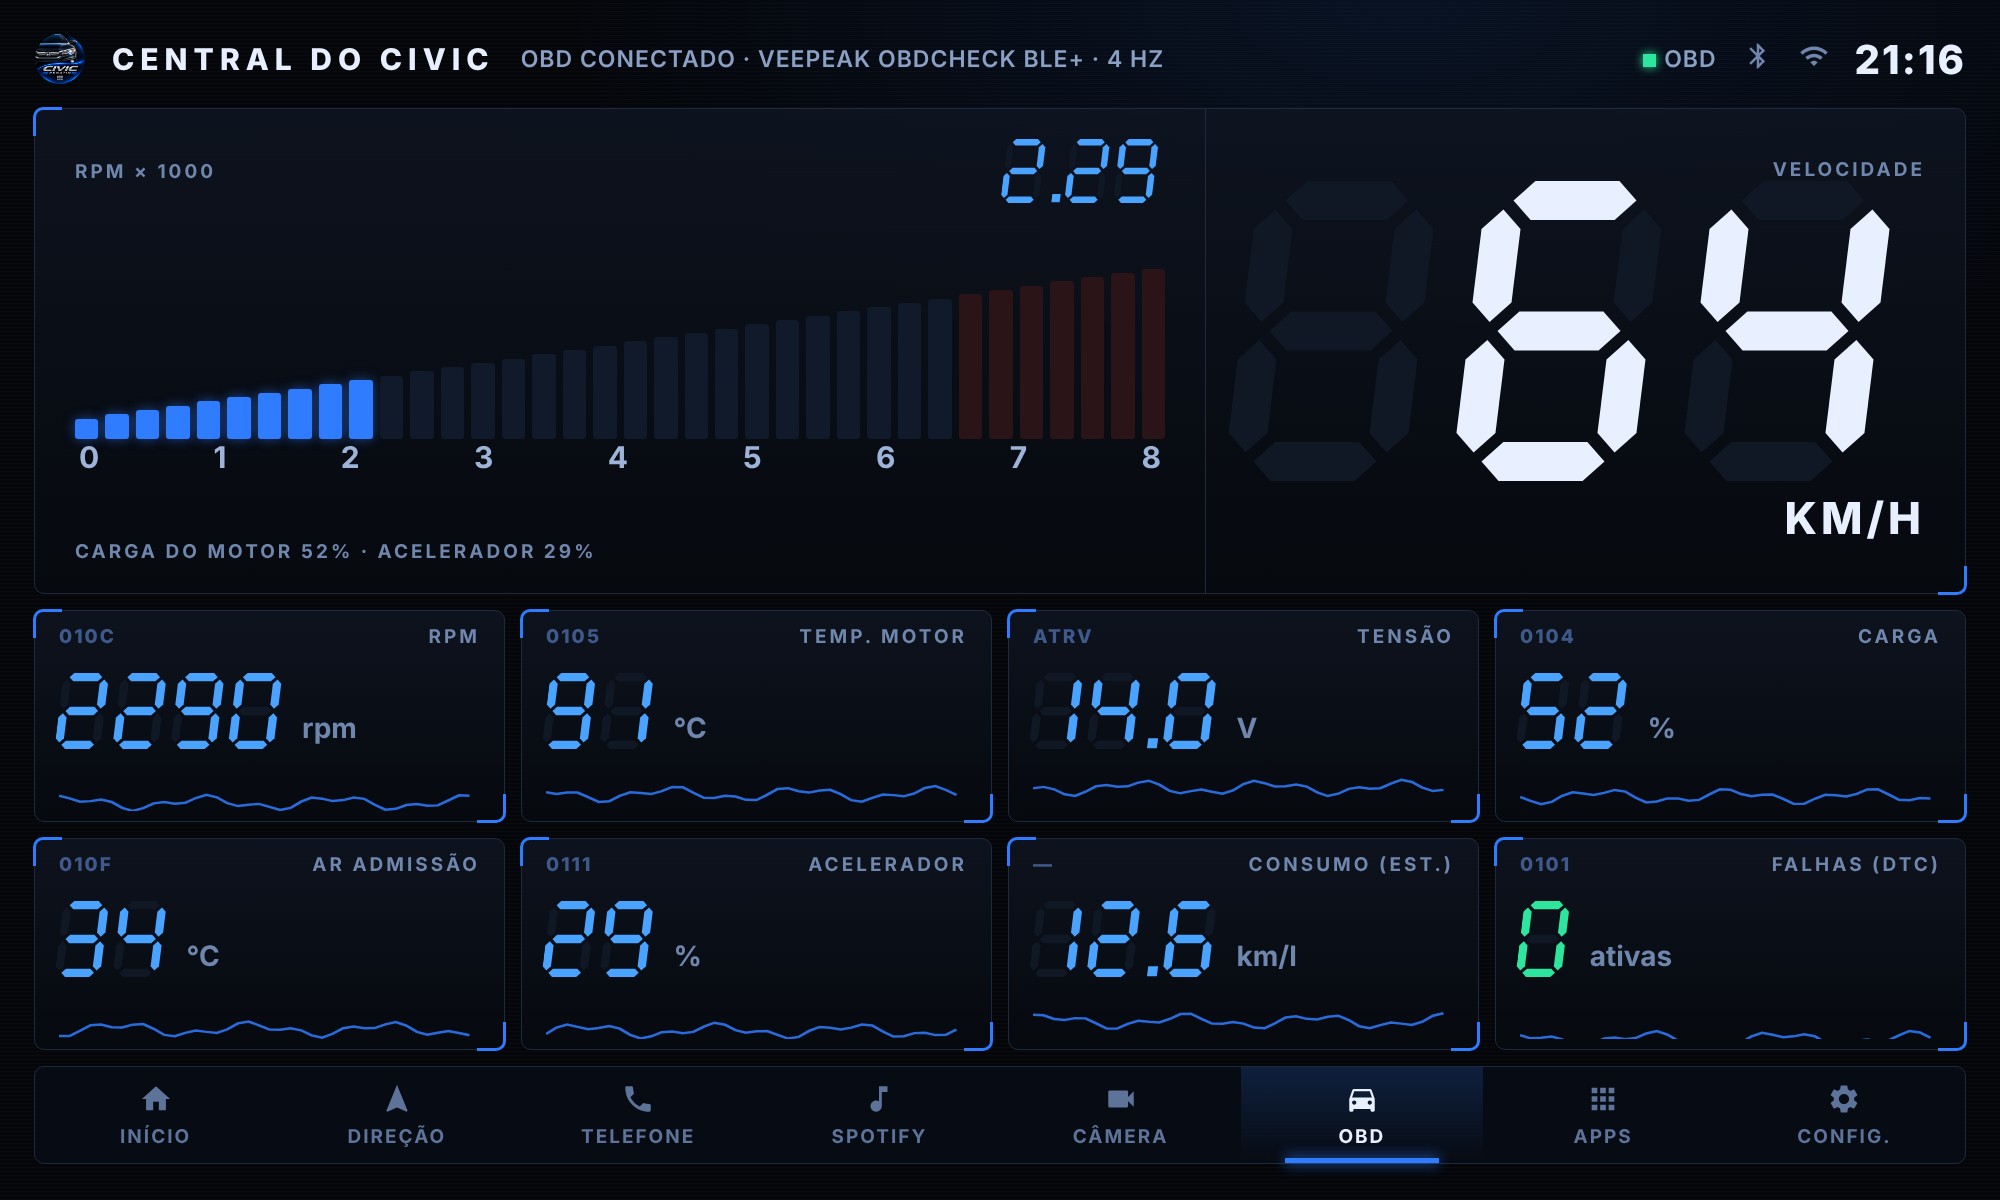 CIVIC
CENTRAL DO CIVIC
OBD CONECTADO · VEEPEAK OBDCHECK BLE+ · 4 HZ
OBD
21:16
RPM × 1000
2.29
0 1 2 3 4 5 6 7 8
CARGA DO MOTOR 52% · ACELERADOR 29%
VELOCIDADE
64
KM/H
010C RPM
2290 rpm
0105 TEMP. MOTOR
91 °C
ATRV TENSÃO
14.0 V
0104 CARGA
52 %
010F AR ADMISSÃO
34 °C
0111 ACELERADOR
29 %
— CONSUMO (EST.)
12.6 km/l
0101 FALHAS (DTC)
0 ativas
INÍCIO
DIREÇÃO
TELEFONE
SPOTIFY
CÂMERA
OBD
APPS
CONFIG.